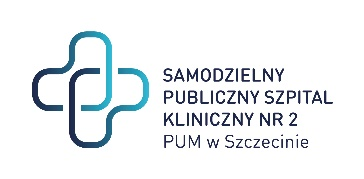 SAMODZIELNY
PUBLICZNY SZPITAL
KLINICZNY NR 2
PUM w Szczecinie